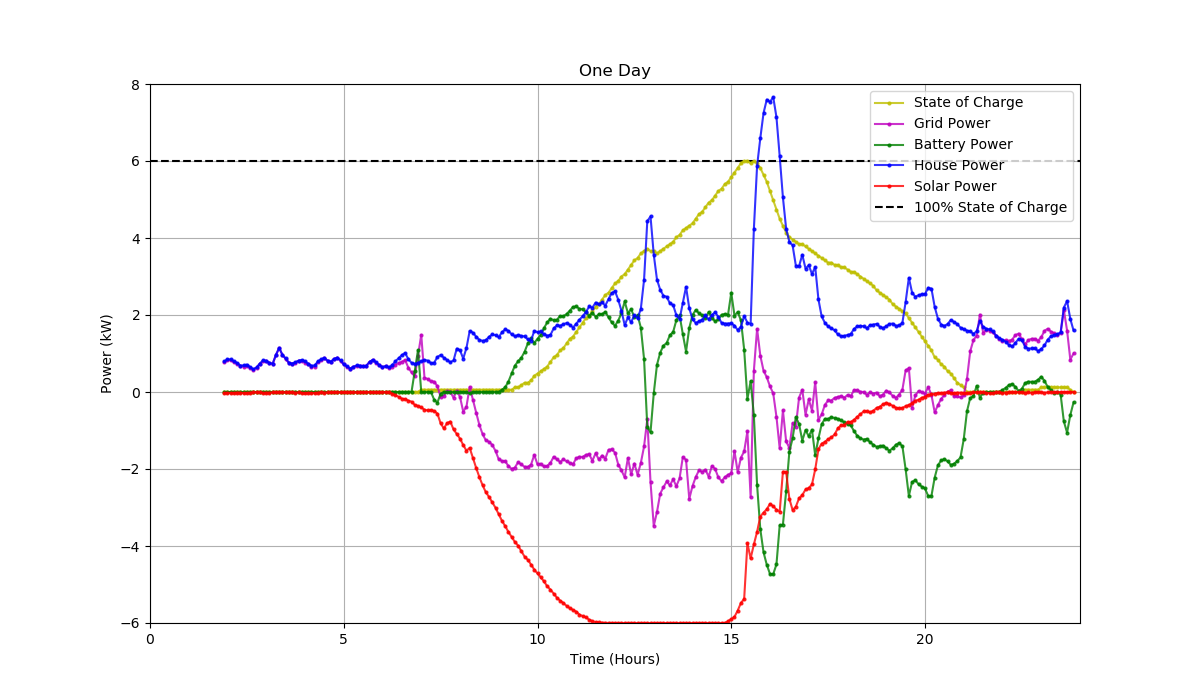 One Day
8
6
4
2
0
−2
−4
−6
Power (kW)
State of Charge
Grid Power
Battery Power
House Power
Solar Power
100% State of Charge
0 5 10 15 20
Time (Hours)